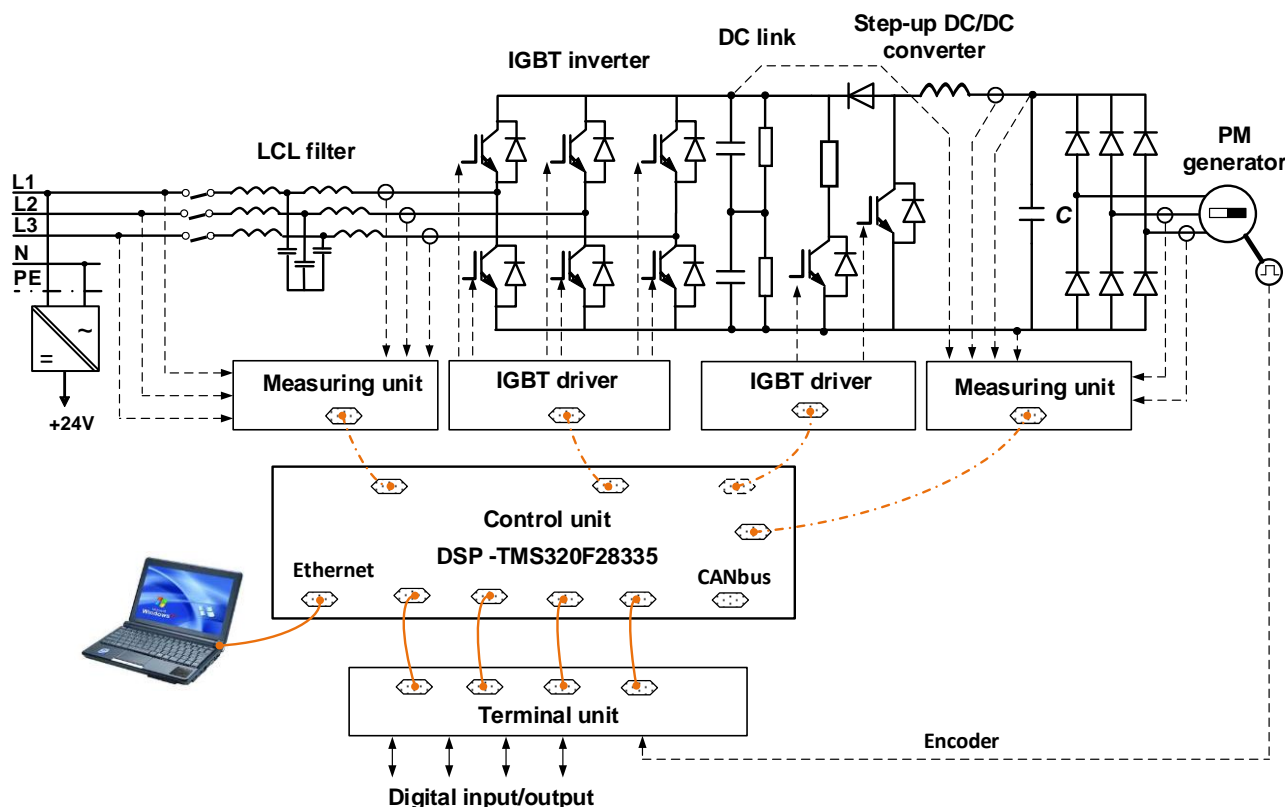 Step-up DC/DC
converter
DC link
IGBT inverter
PM
generator
LCL filter
L1
L2
L3
N
PE
C
~
=
+24V
Measuring unit
IGBT driver
IGBT driver
Measuring unit
Control unit
DSP -TMS320F28335
Ethernet
CANbus
Terminal unit
Encoder
Digital input/output